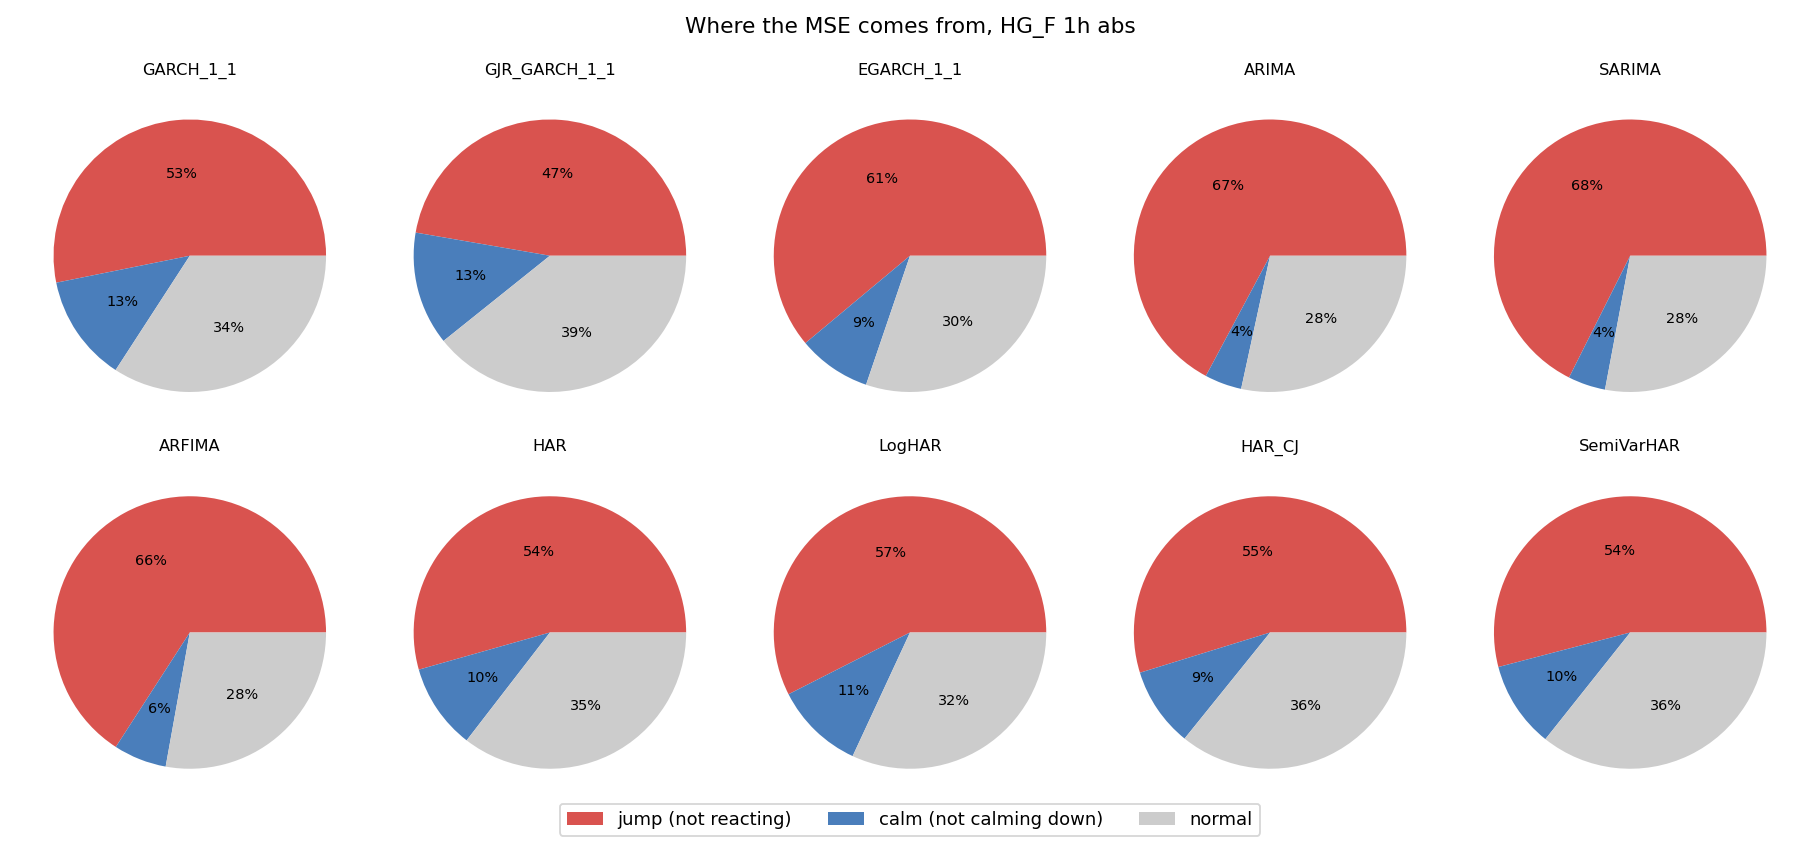 Where the MSE comes from, HG_F 1h abs
GARCH_1_1
GJR_GARCH_1_1
EGARCH_1_1
ARIMA
SARIMA
53%
13%
34%
47%
13%
39%
61%
9%
30%
67%
4%
28%
68%
4%
28%
ARFIMA
HAR
LogHAR
HAR_CJ
SemiVarHAR
66%
6%
28%
54%
10%
35%
57%
11%
32%
55%
9%
36%
54%
10%
36%
jump (not reacting)
calm (not calming down)
normal